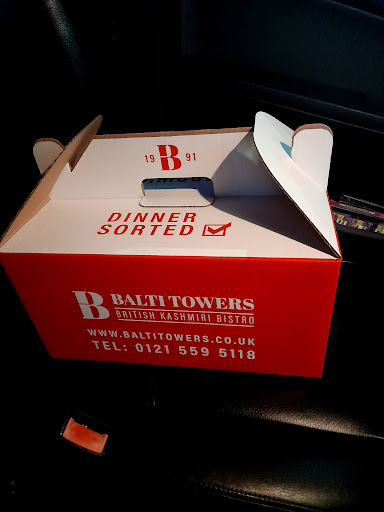 19 B 91
DINNER
SORTED
B BALTI TOWERS
BRITISH KASHMIRI BISTRO
WWW.BALTITOWERS.CO.UK
TEL: 0121 559 5118